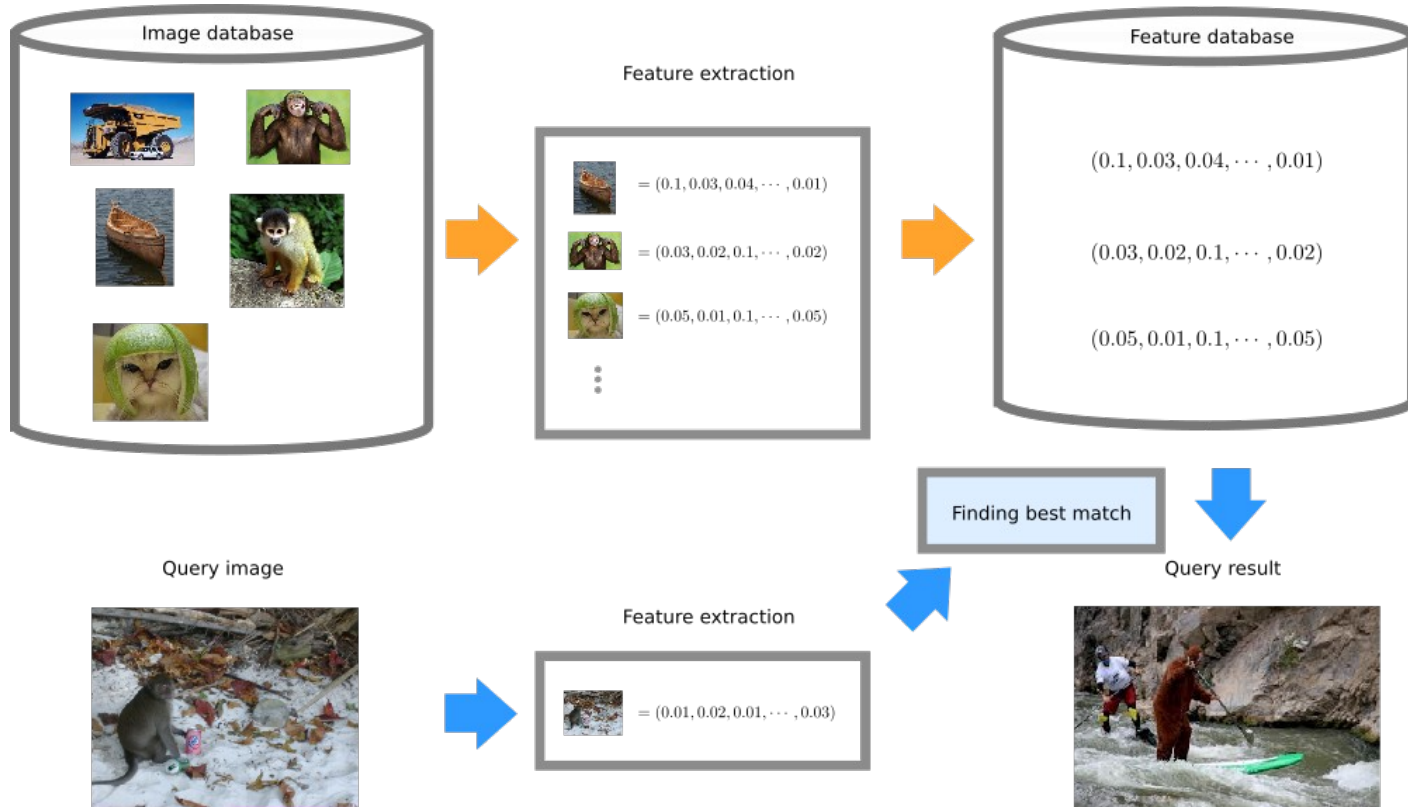 Image database
Feature extraction
Feature database
= (0.1, 0.03, 0.04, ⋯ , 0.01)
= (0.03, 0.02, 0.1, ⋯ , 0.02)
= (0.05, 0.01, 0.1, ⋯ , 0.05)
(0.1, 0.03, 0.04, ⋯ , 0.01)
(0.03, 0.02, 0.1, ⋯ , 0.02)
(0.05, 0.01, 0.1, ⋯ , 0.05)
Finding best match
Query image
Feature extraction
= (0.01, 0.02, 0.01, ⋯ , 0.03)
Query result